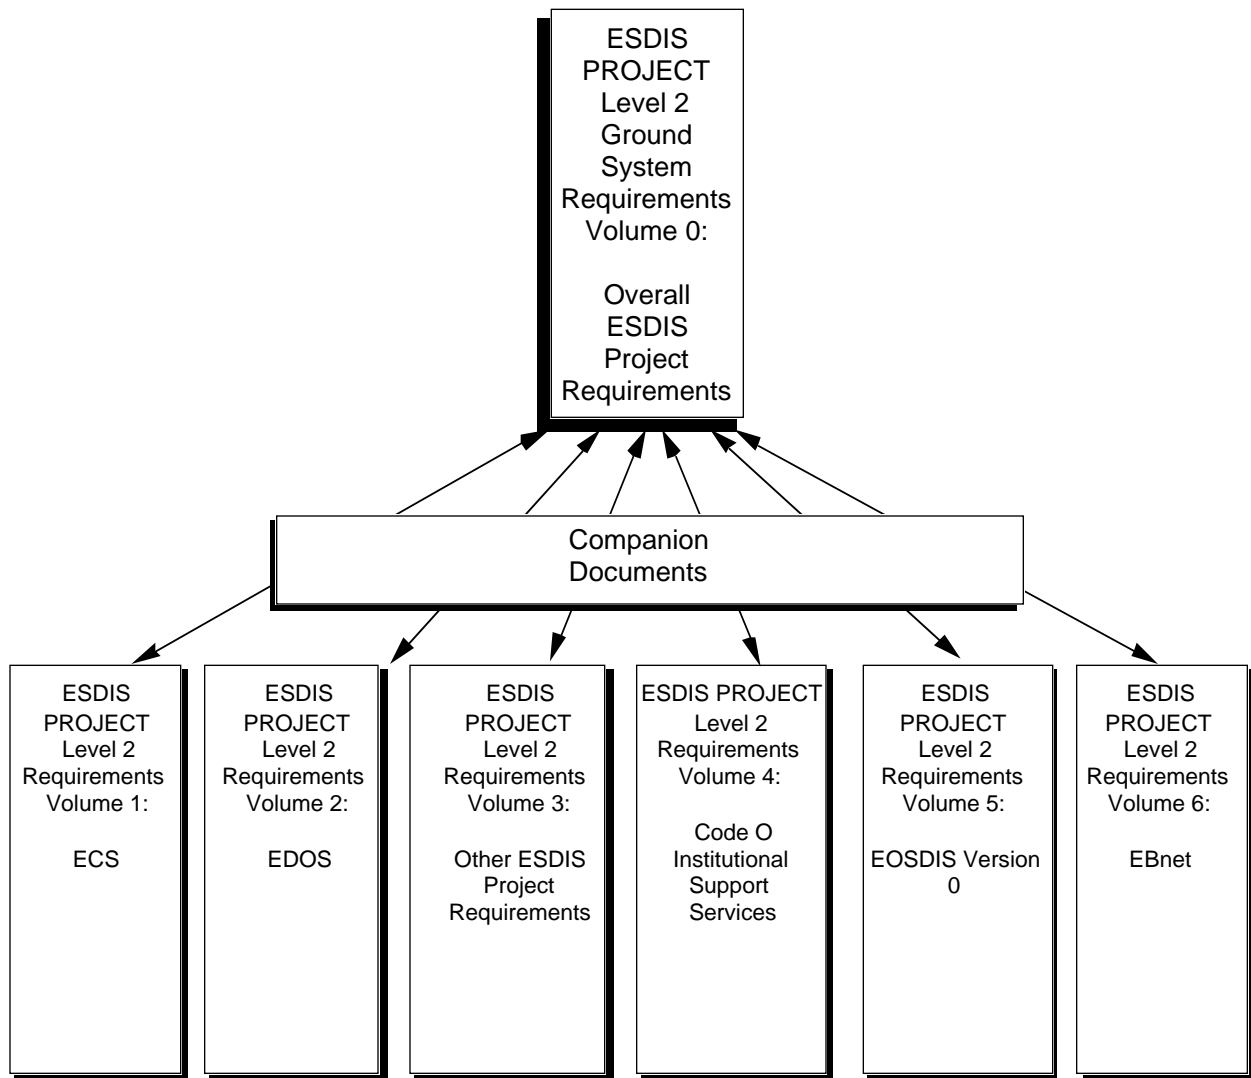 ESDIS
PROJECT
Level 2
Ground
System
Requirements
Volume 0:
Overall
ESDIS
Project
Requirements
Companion
Documents
ESDIS
PROJECT
Level 2
Requirements
Volume 1:
ECS
ESDIS
PROJECT
Level 2
Requirements
Volume 2:
EDOS
ESDIS
PROJECT
Level 2
Requirements
Volume 3:
Other ESDIS
Project
Requirements
ESDIS PROJECT
Level 2
Requirements
Volume 4:
Code O
Institutional
Support
Services
ESDIS
PROJECT
Level 2
Requirements
Volume 5:
EOSDIS Version
0
ESDIS
PROJECT
Level 2
Requirements
Volume 6:
EBnet